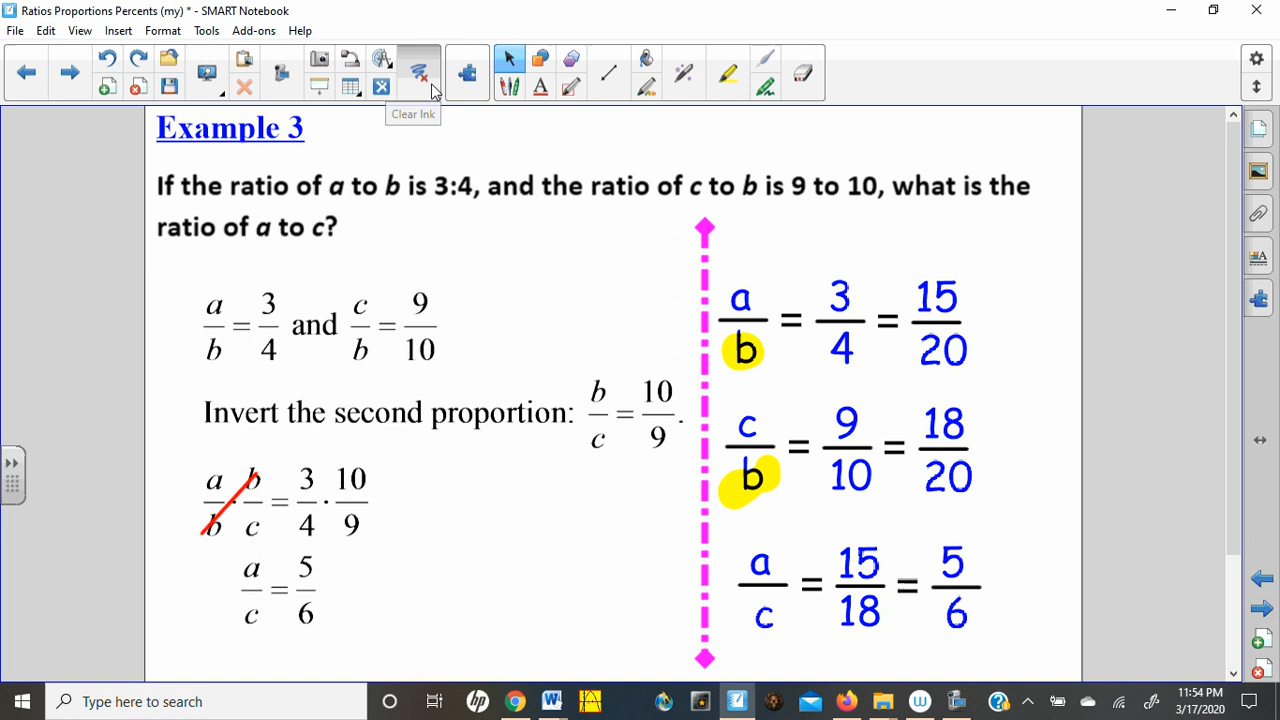 Ratios Proportions Percents (my) * - SMART Notebook
File Edit View Insert Format Tools Add-ons Help
Clear Ink
Example 3
If the ratio of a to b is 3:4, and the ratio of c to b is 9 to 10, what is the
ratio of a to c?
a/b = 3/4 and c/b = 9/10
Invert the second proportion: b/c = 10/9.
a/b · b/c = 3/4 · 10/9
a/c = 5/6
a/b = 3/4 = 15/20
c/b = 9/10 = 18/20
a/c = 15/18 = 5/6
Type here to search
11:54 PM
3/17/2020